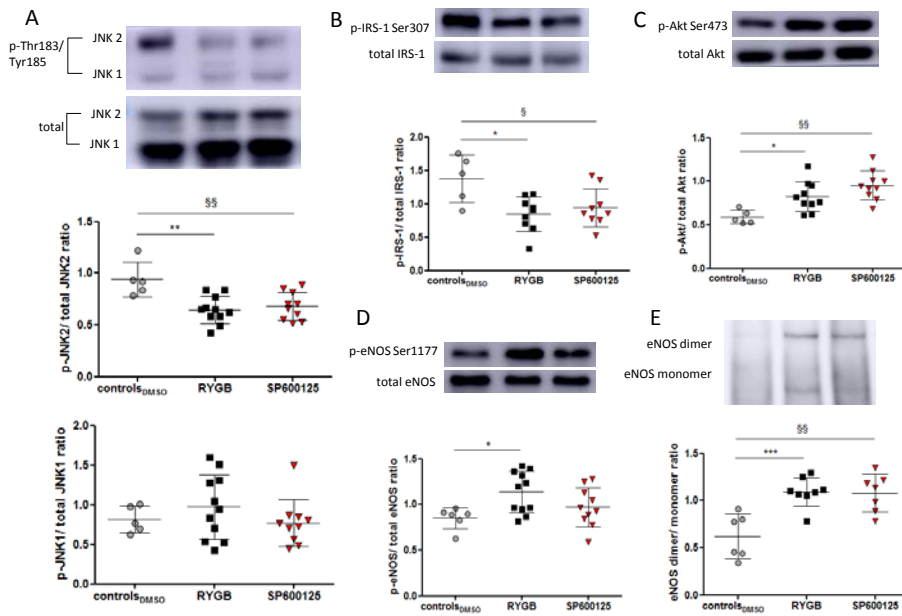 A
p-Thr183/
Tyr185
JNK 2
JNK 1
total
JNK 2
JNK 1
p-JNK2/ total JNK2 ratio
1.5
1.0
0.5
0.0
§§
**
controlsDMSO
RYGB
SP600125
p-JNK1/ total JNK1 ratio
2.0
1.5
1.0
0.5
0.0
controlsDMSO
RYGB
SP600125
B
p-IRS-1 Ser307
total IRS-1
p-IRS-1/ total IRS-1 ratio
2.0
1.5
1.0
0.5
0.0
§
*
controlsDMSO
RYGB
SP600125
C
p-Akt Ser473
total Akt
p-Akt/ total Akt ratio
1.5
1.0
0.5
0.0
§§
*
controlsDMSO
RYGB
SP600125
D
p-eNOS Ser1177
total eNOS
p-eNOS/ total eNOS ratio
2.0
1.5
1.0
0.5
0.0
*
controlsDMSO
RYGB
SP600125
E
eNOS dimer
eNOS monomer
eNOS dimer/ monomer ratio
1.5
1.0
0.5
0.0
§§
***
controlsDMSO
RYGB
SP600125